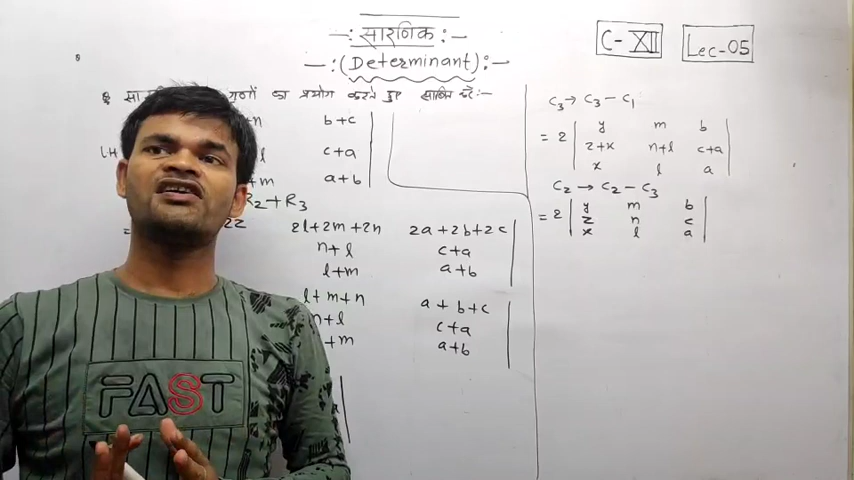 -: सारणिक :-
-: (Determinant) :-
C- XII
Lec-05
का प्रयोग करते हुए साबित करें:-
b+c
c+a
+m a+b
R2+R3
2l+2m+2n 2a+2b+2c
n+l c+a
l+m a+b
l+m+n a+b+c
n+l c+a
+m a+b
C3→ C3-C1
= 2 | y m b |
z+x n+l c+a
x l a
C2→ C2-C3
= 2 | y m b |
z n c
x l a
FAST